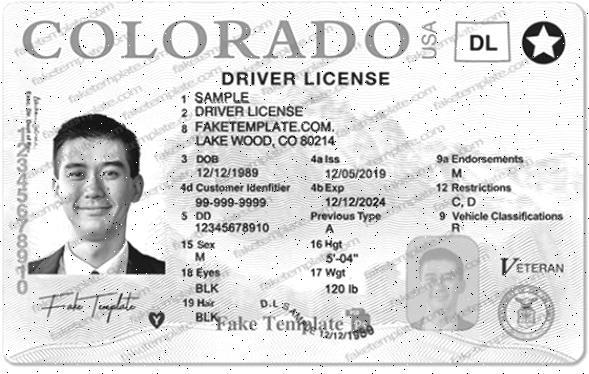 COLORADO
USA
DL
DRIVER LICENSE
1 SAMPLE
2 DRIVER LICENSE
8 FAKETEMPLATE.COM.
LAKE WOOD, CO 80214
3 DOB 4a Iss 9a Endorsements
12/12/1989 12/05/2019 M
4d Customer Identifier 4b Exp 12 Restrictions
99-999-9999 12/12/2024 C, D
5 DD Previous Type 9 Vehicle Classifications
12345678910 A R
15 Sex 16 Hgt
M 5'-04"
18 Eyes 17 Wgt
BLK 120 lb
VETERAN
19 Hair
BLK
D.L SAMPLE 12/12/1989
Fake Template
Fake Template
12345678910
faketemplate.com